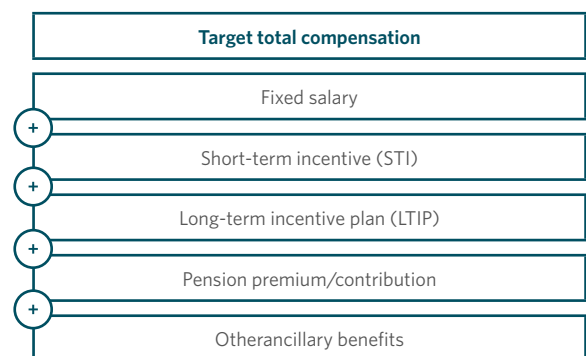 Target total compensation
Fixed salary
+
Short-term incentive (STI)
+
Long-term incentive plan (LTIP)
+
Pension premium/contribution
+
Otherancillary benefits